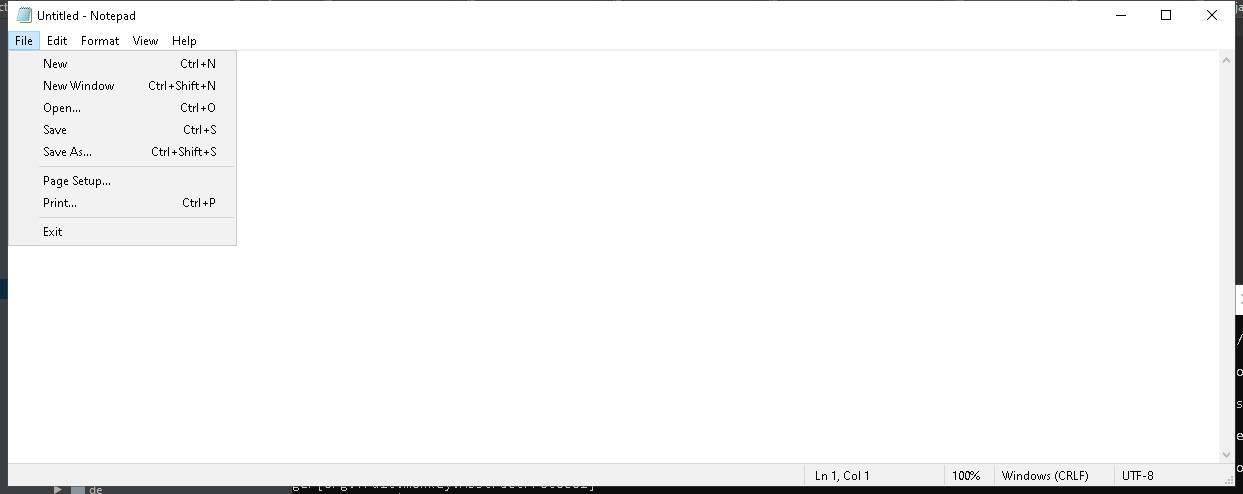 Untitled - Notepad
File Edit Format View Help
New Ctrl+N
New Window Ctrl+Shift+N
Open... Ctrl+O
Save Ctrl+S
Save As... Ctrl+Shift+S
Page Setup...
Print... Ctrl+P
Exit
Ln 1, Col 1 100% Windows (CRLF) UTF-8
de